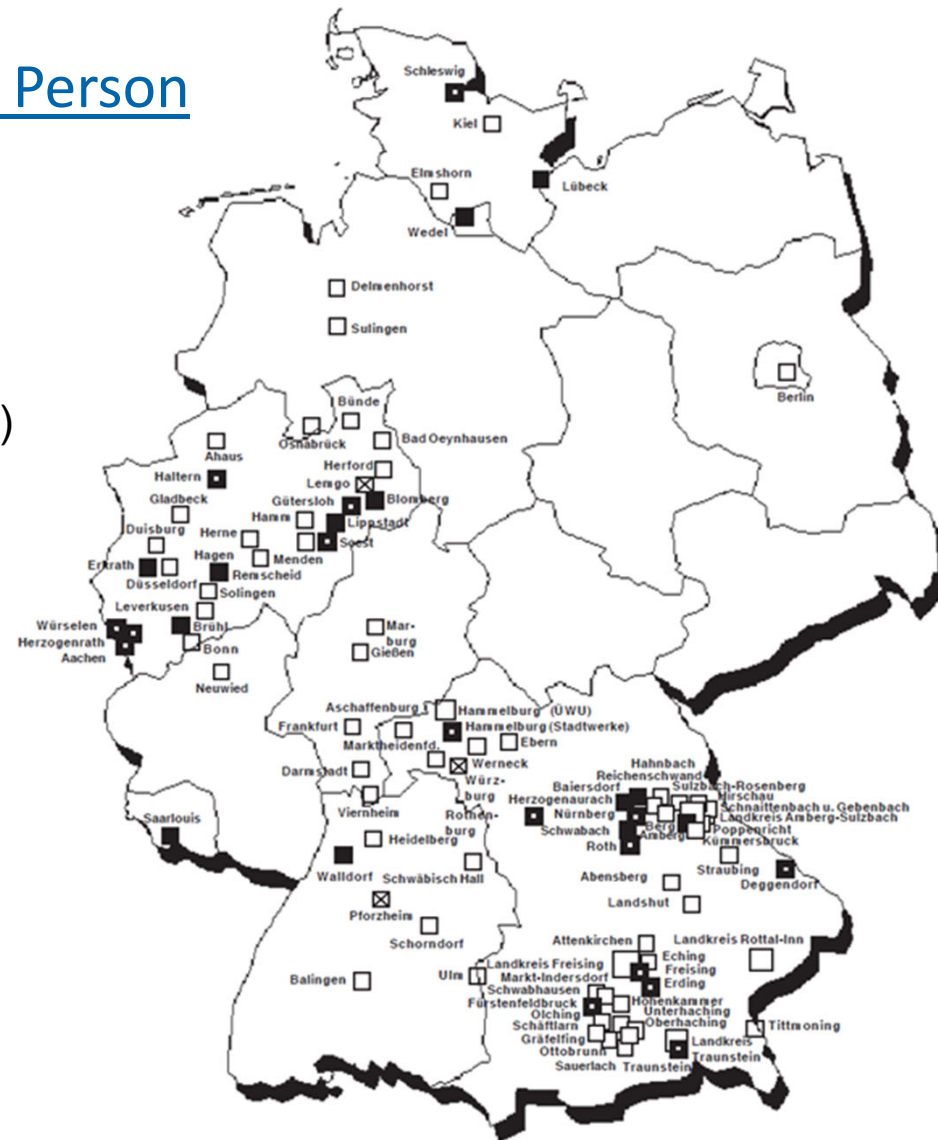 Person
Schleswig
Kiel
Elmshorn
Lübeck
Wedel
Delmenhorst
Sulingen
Berlin
)
Bünde
Osnabrück
Bad Oeynhausen
Ahaus
Herford
Haltern
Lemgo
Blomberg
Gladbeck
Gütersloh
Hamm
Lippstadt
Duisburg
Herne
Soest
Hagen
Menden
Erkrath
Remscheid
Düsseldorf
Solingen
Leverkusen
Würselen
Brühl
Mar-
burg
Herzogenrath
Bonn
Gießen
Aachen
Neuwied
Aschaffenburg
Hammelburg (ÜWU)
Frankfurt
Hammelburg (Stadtwerke)
Marktheidenfd.
Ebern
Werneck
Darmstadt
Würz-
burg
Hahnbach
Reichenschwand
Baiersdorf
Sulzbach-Rosenberg
Herzogenaurach
Hirschau
Viernheim
Rothen-
burg
Nürnberg
Schnaittenbach u. Gebenbach
Saarlouis
Berg
Landkreis Amberg-Sulzbach
Schwabach
Amberg
Poppenricht
Heidelberg
Roth
Kümmersbruck
Walldorf
Schwäbisch Hall
Straubing
Abensberg
Deggendorf
Landshut
Pforzheim
Schorndorf
Attenkirchen
Landkreis Rottal-Inn
Balingen
Ulm
Landkreis Freising
Eching
Markt-Indersdorf
Freising
Schwabhausen
Erding
Fürstenfeldbruck
Hohenkammer
Olching
Unterhaching
Schäftlarn
Oberhaching
Tittmoning
Gräfelfing
Landkreis
Ottobrunn
Traunstein
Sauerlach
Traunstein